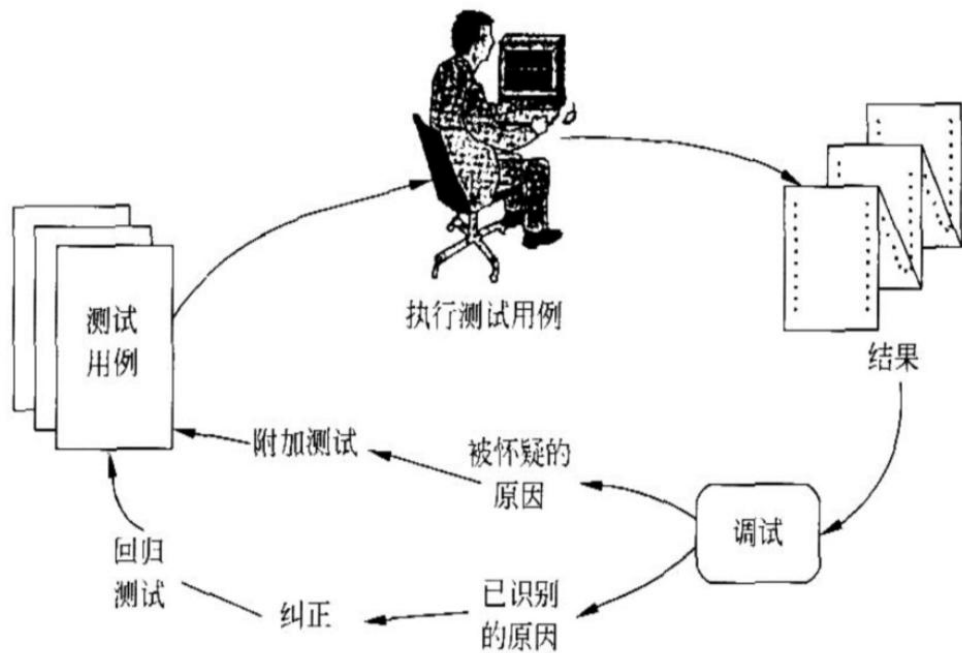 测试
用例
执行测试用例
结果
附加测试
被怀疑的
原因
调试
回归
测试
纠正
已识别
的原因